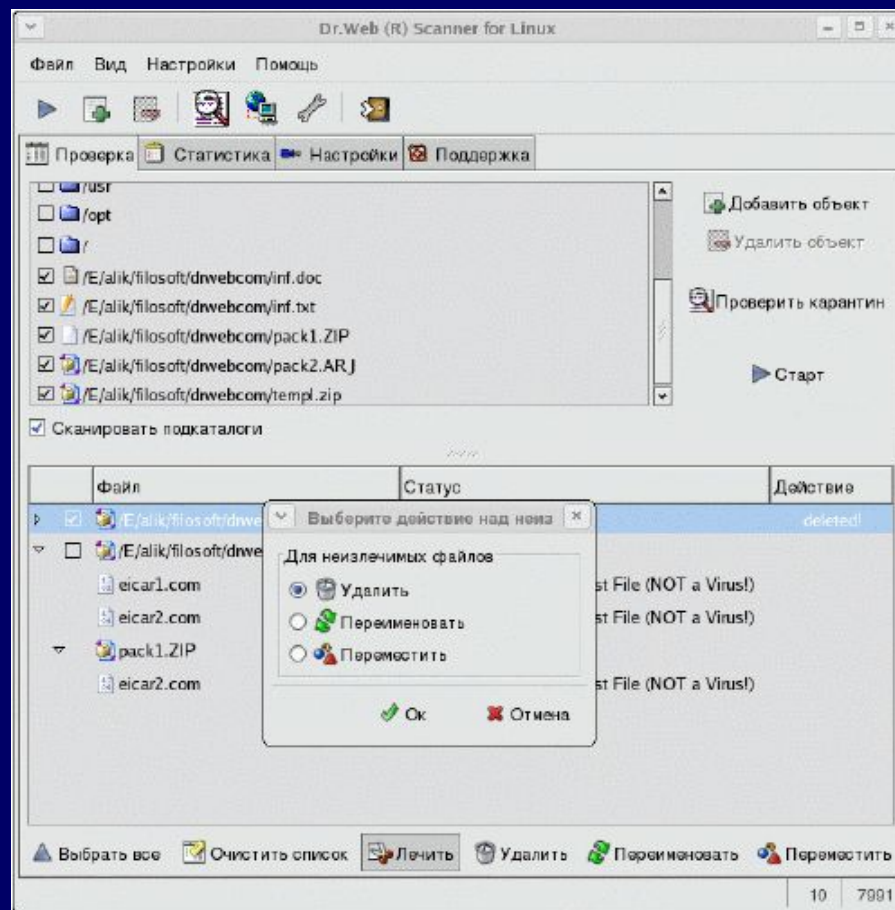 Dr.Web (R) Scanner for Linux
Файл Вид Настройки Помощь
Проверка Статистика Настройки Поддержка
/usr
/opt
/
/E/alik/filosoft/drwebcom/inf.doc
/E/alik/filosoft/drwebcom/inf.txt
/E/alik/filosoft/drwebcom/pack1.ZIP
/E/alik/filosoft/drwebcom/pack2.ARJ
/E/alik/filosoft/drwebcom/templ.zip
Добавить объект
Удалить объект
Проверить карантин
Старт
Сканировать подкаталоги
Файл Статус Действие
/E/alik/filosoft/drwe deleted!
/E/alik/filosoft/drwe
eicar1.com st File (NOT a Virus!)
eicar2.com st File (NOT a Virus!)
pack1.ZIP
eicar2.com st File (NOT a Virus!)
Выберите действие над неиз
Для неизлечимых файлов
Удалить
Переименовать
Переместить
Ок Отмена
Выбрать все Очистить список Лечить Удалить Переименовать Переместить
10 7991